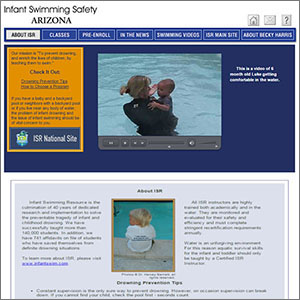 Infant Swimming Safety
ARIZONA
ABOUT ISR
CLASSES
PRE-ENROLL
IN THE NEWS
SWIMMING VIDEOS
ISR MAIN SITE
ABOUT BECKY HARRIS
Our mission is "To prevent drowning,
and enrich the lives of children, by
teaching them to swim."
Check It Out:
Drowning Prevention Tips
How to Choose a Program
If you have a baby and a backyard
pool or neighbors with a backyard pool
or if you live near any body of water,
the problem of infant drowning and
the issue of infant swimming should be
of vital concern to you.
ISR National Site
This is a video of 6
month old Luke getting
comfortable in the water.
About ISR
Infant Swimming Resource is the
culmination of 40 years of dedicated
research and implementation to solve
the preventable tragedy of infant and
childhood drowning. We have
successfully taught more than
140,000 students. In addition, we
have 741 affidavits on file of students
who have saved themselves from
definite drowning situations.
To learn more about ISR, please visit
www.infantswim.com
All ISR instructors are highly
trained both academically and in the
water. They are monitored and
evaluated for their safety and
efficiency and must complete
stringent recertification requirements
annually.
Water is an unforgiving environment.
For this reason aquatic survival skills
for the infant and toddler should only
be taught by a Certified ISR
Instructor.
Photos © Dr. Harvey Barnett, all
rights reserved.
Drowning Prevention Tips
• Constant supervision is the only sure way to prevent drowning. However, on occasion supervision can break
down. If you cannot find your child, check the pool first - seconds count.